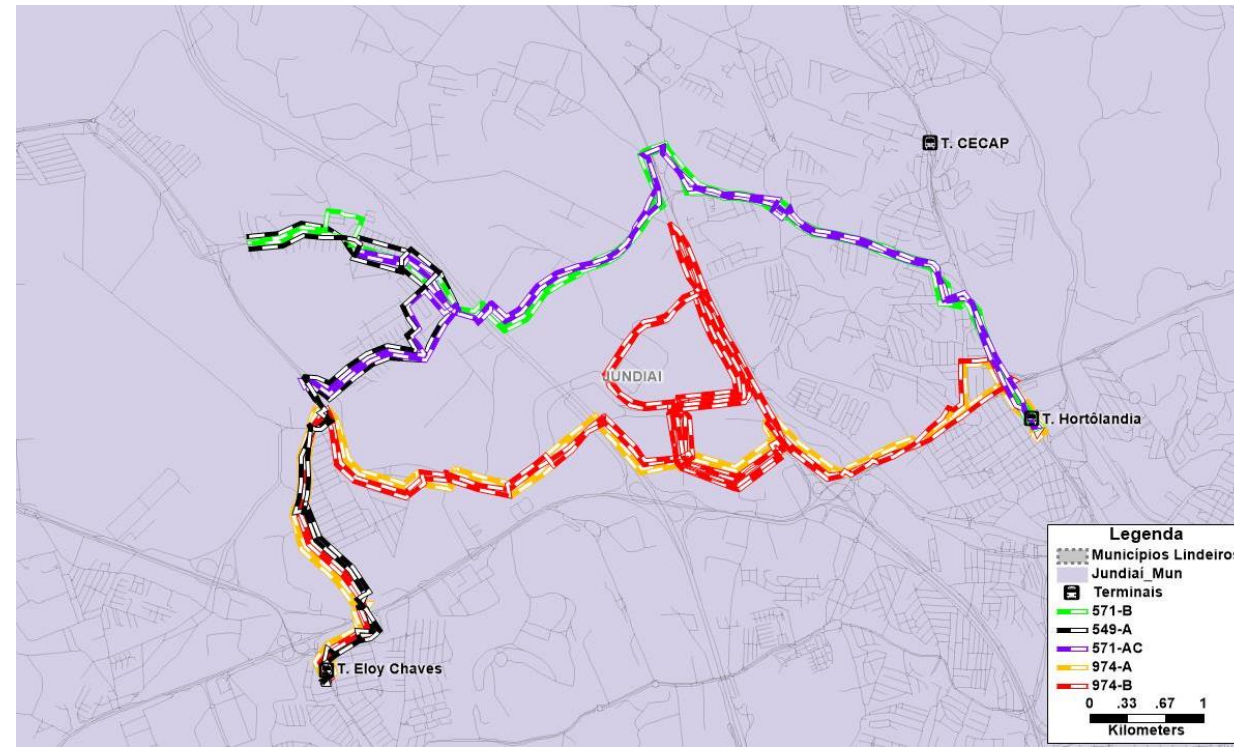 T. CECAP
JUNDIAI
T. Hortôlandia
T. Eloy Chaves
Legenda
Municípios Lindeiros
Jundiaí_Mun
Terminais
571-B
549-A
571-AC
974-A
974-B
0 .33 .67 1
Kilometers